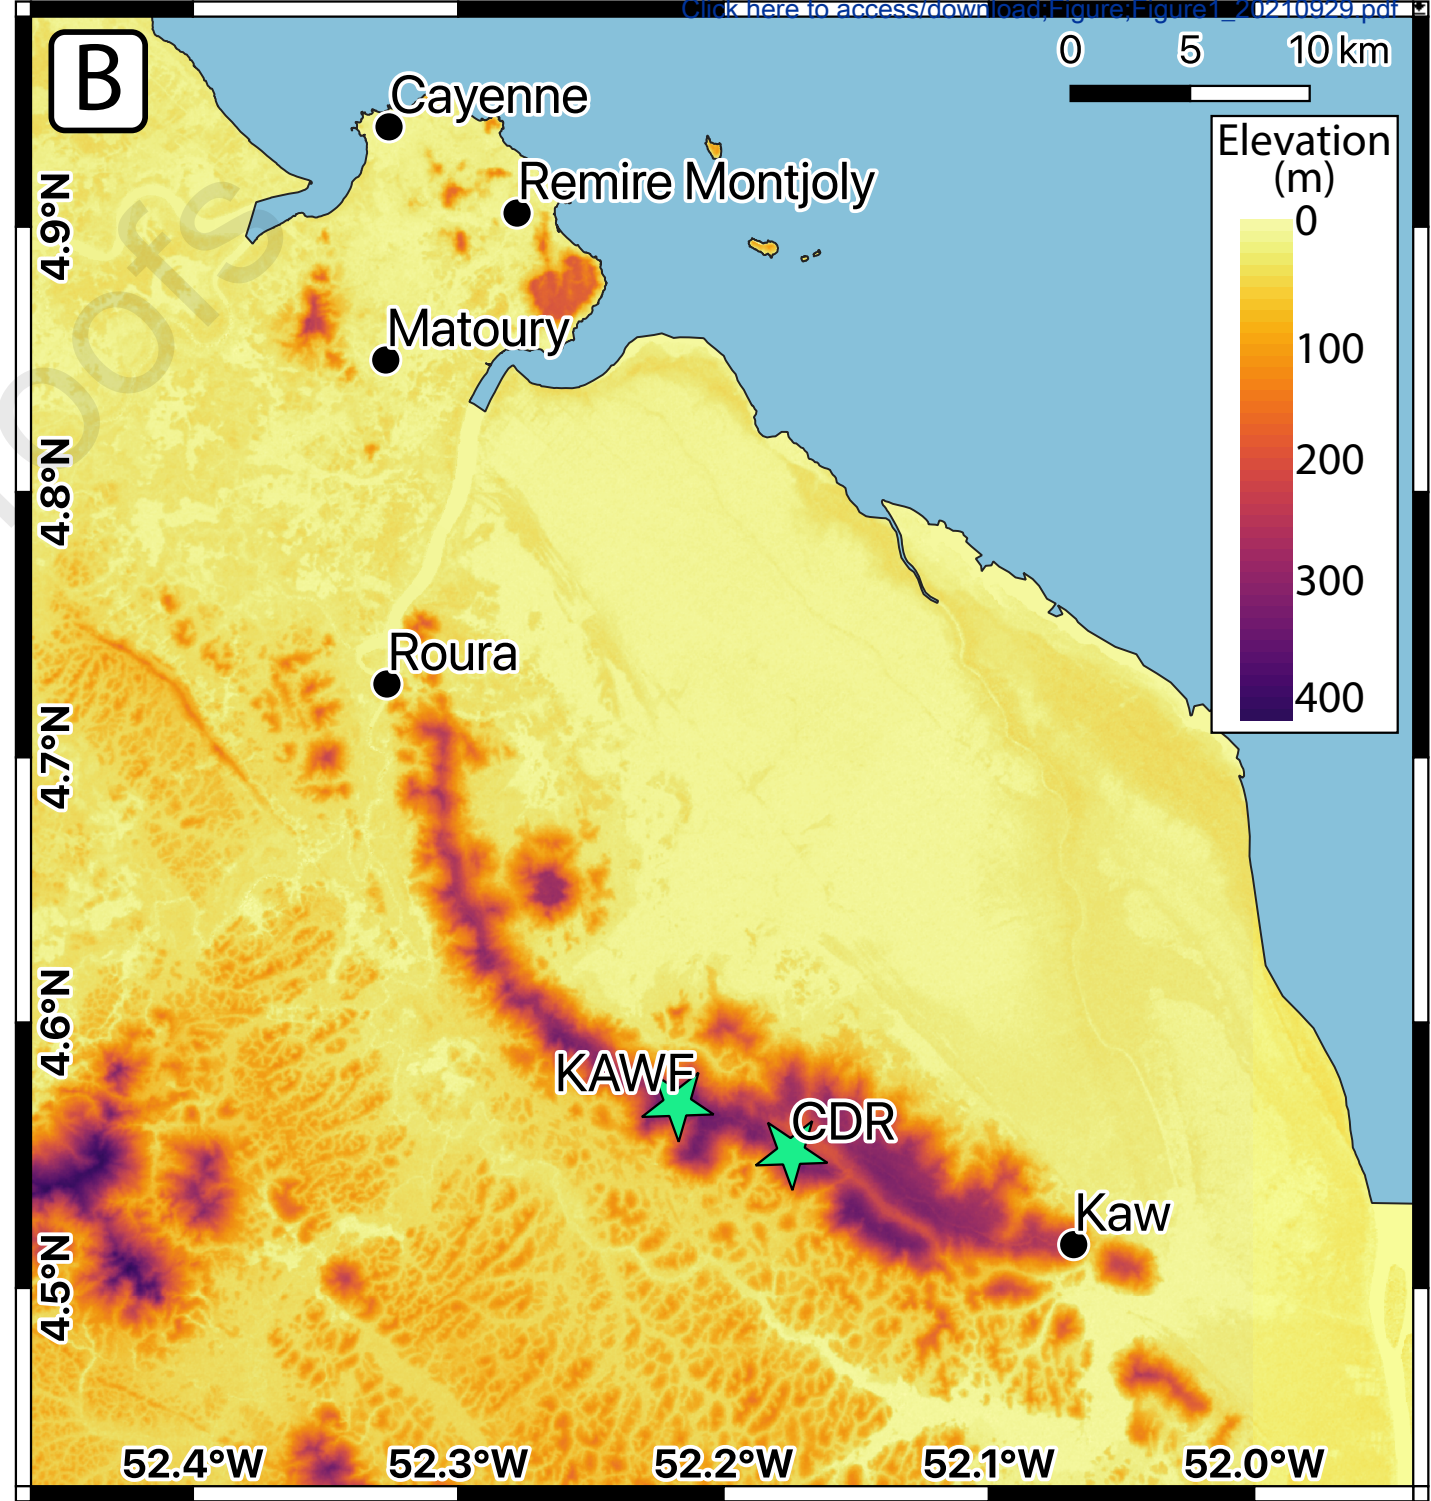 Click here to access/download;Figure;Figure1_20210929.pdf
B
0 5 10 km
Cayenne
Elevation
(m)
0
100
200
300
400
Remire Montjoly
Matoury
Roura
KAWF
CDR
Kaw
4.9°N
4.8°N
4.7°N
4.6°N
4.5°N
52.4°W 52.3°W 52.2°W 52.1°W 52.0°W